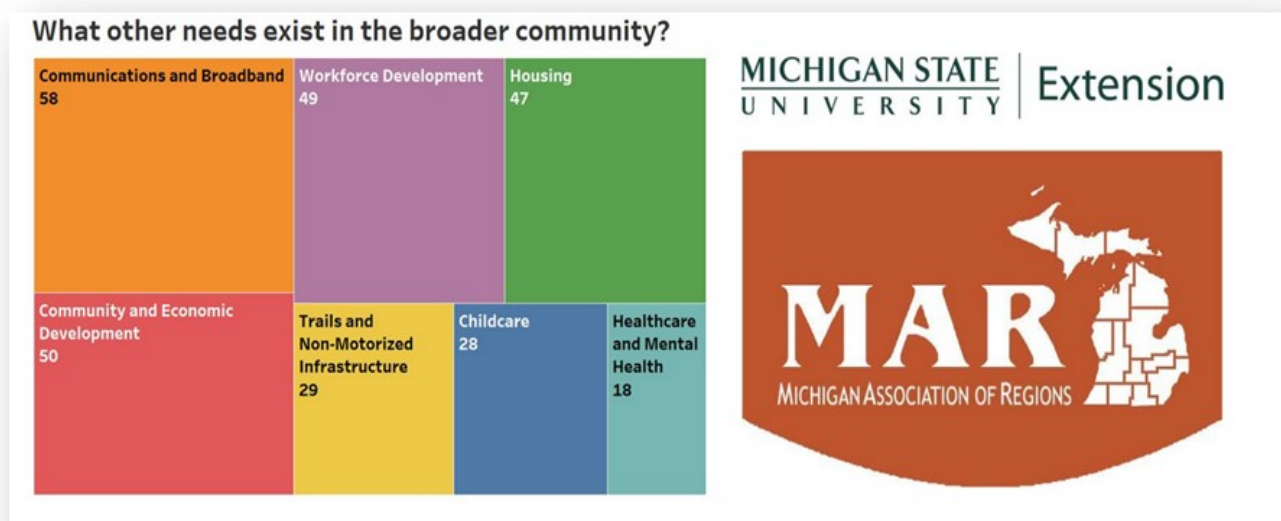 What other needs exist in the broader community?
Communications and Broadband
58
Workforce Development
49
Housing
47
Community and Economic
Development
50
Trails and
Non-Motorized
Infrastructure
29
Childcare
28
Healthcare
and Mental
Health
18
MICHIGAN STATE
UNIVERSITY
Extension
MAR
MICHIGAN ASSOCIATION OF REGIONS